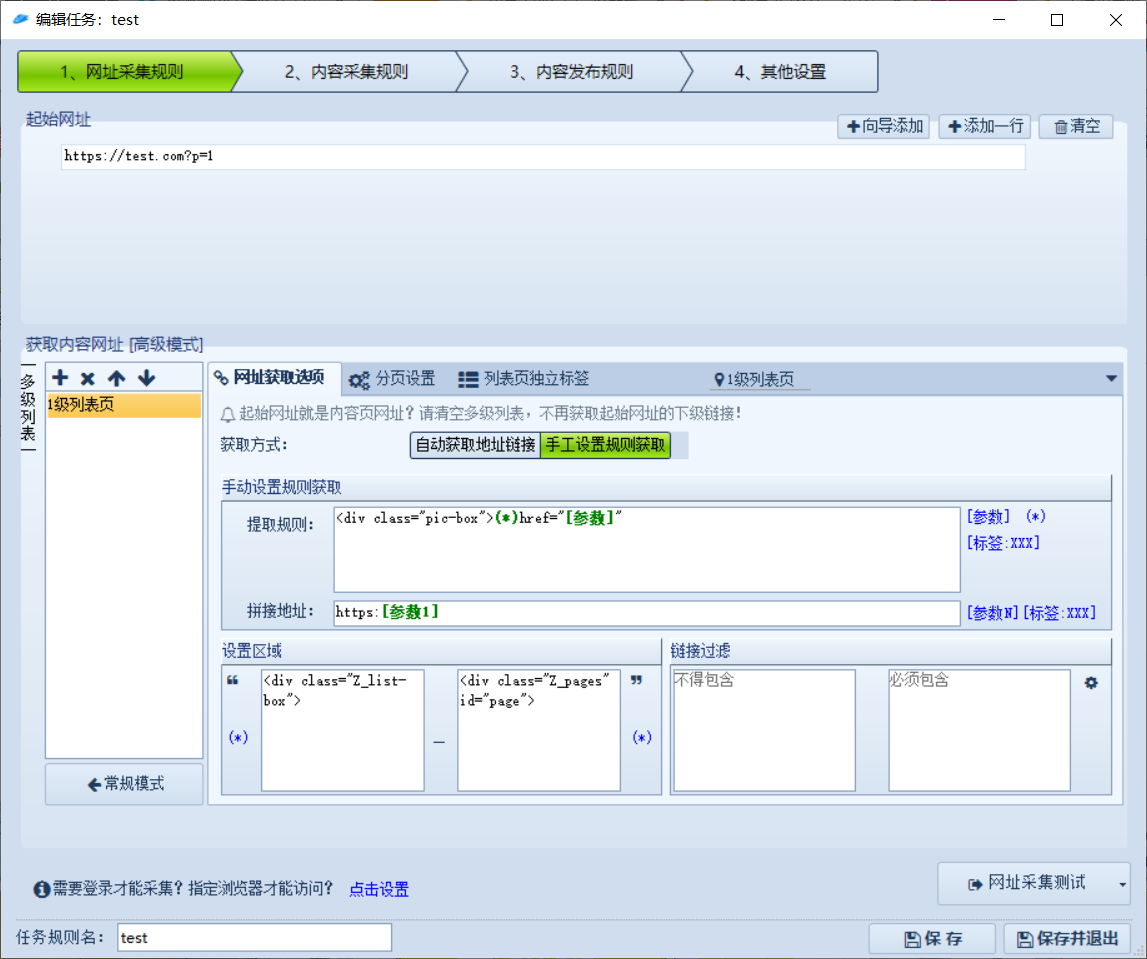 编辑任务：test
1、网址采集规则 2、内容采集规则 3、内容发布规则 4、其他设置
起始网址 向导添加 添加一行 清空
https://test.com?p=1
获取内容网址 [高级模式]
多级列表
1级列表页
网址获取选项 分页设置 列表页独立标签 1级列表页
起始网址就是内容页网址？请清空多级列表，不再获取起始网址的下级链接！
获取方式： 自动获取地址链接 手工设置规则获取
手动设置规则获取
提取规则： <div class="pic-box">(*)href="[参数]" [参数] (*)
[标签:XXX]
拼接地址： https:[参数1] [参数N][标签:XXX]
设置区域 链接过滤
<div class="Z_list- <div class="Z_pages" 不得包含 必须包含
box"> id="page">
(*) — (*)
常规模式
需要登录才能采集？指定浏览器才能访问？ 点击设置 网址采集测试
任务规则名： test 保存 保存并退出